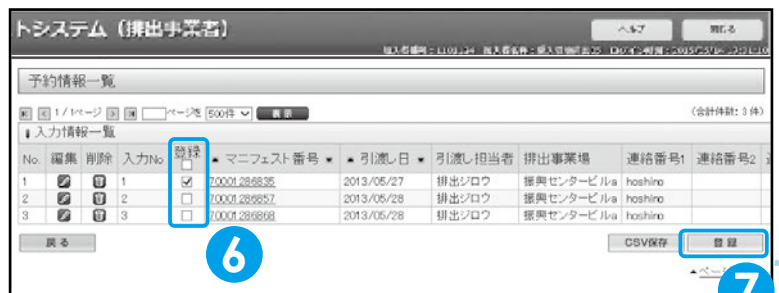 トシステム（排出事業者）
ヘルプ 閉じる
予約情報一覧
1 / 1ページ ページを 500件 表示 （合計件数：3 件）
入力情報一覧
No. 編集 削除 入力No 登録 ▲ マニフェスト番号 ▼ ▲ 引渡し日 ▼ 引渡し担当者 排出事業場 連絡番号1 連絡番号2
1 1 70001286835 2013/05/27 排出ジロウ 振興センタービルa hoshino
2 2 70001286857 2013/05/28 排出ジロウ 振興センタービルa hoshino
3 3 70001286868 2013/05/28 排出ジロウ 振興センタービルa hoshino
戻る CSV保存 登録
6
7